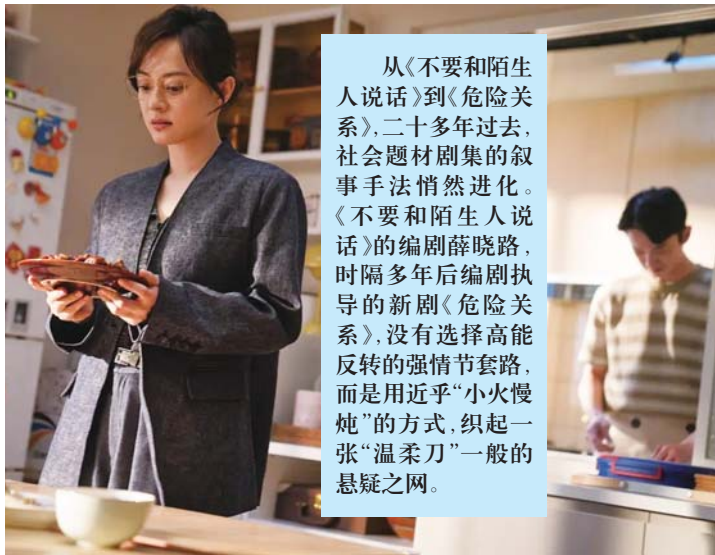 从《不要和陌生
人说话》到《危险关
系》，二十多年过去，
社会题材剧集的叙
事手法悄然进化。
《不要和陌生人说
话》的编剧薛晓路，
时隔多年后编剧执
导的新剧《危险关
系》，没有选择高能
反转的强情节套路，
而是用近乎“小火慢
炖”的方式，织起一
张“温柔刀”一般的
悬疑之网。